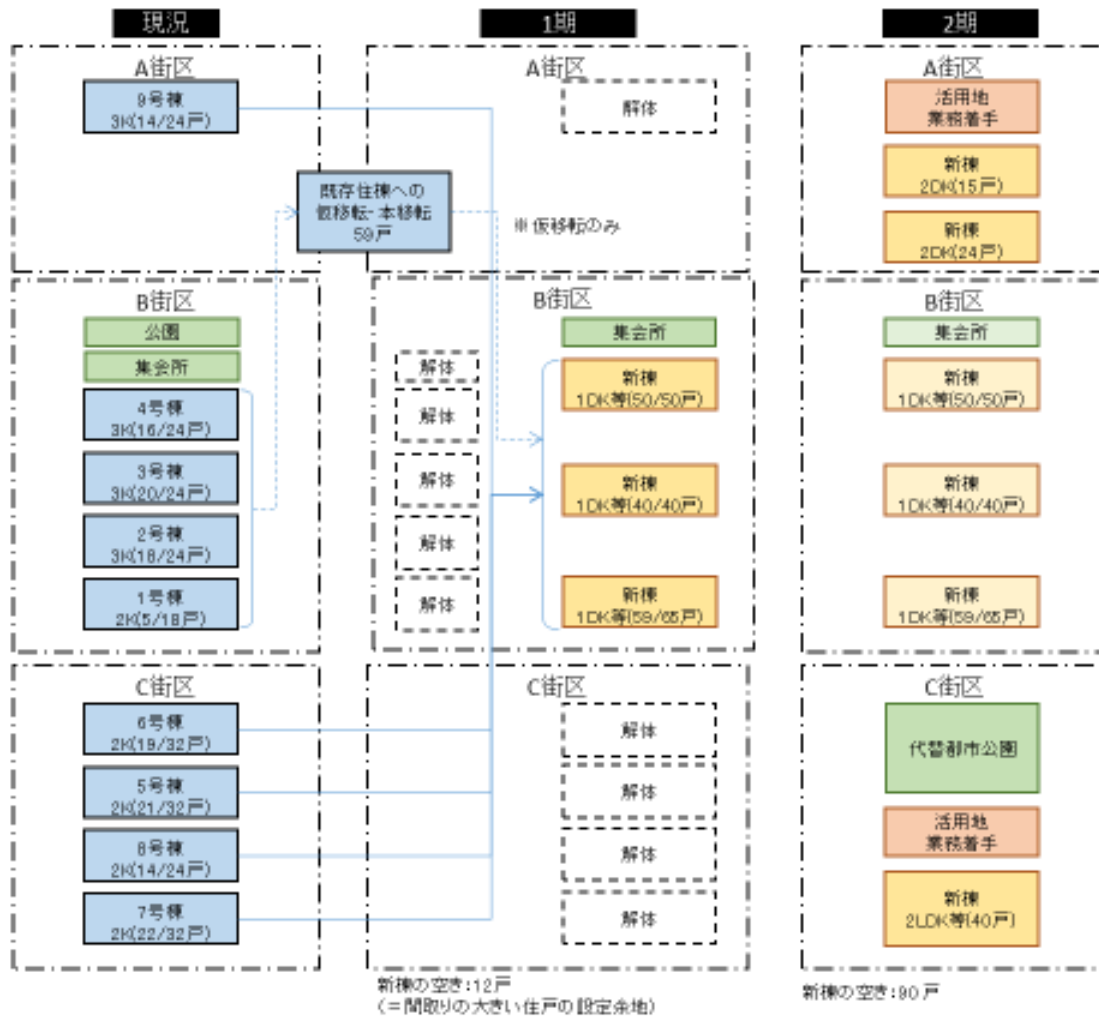 現況
A街区
9号棟
3K(14/24戸)
既存住棟への
仮移転・本移転
59戸
B街区
公園
集会所
4号棟
3K(16/24戸)
3号棟
3K(20/24戸)
2号棟
3K(18/24戸)
1号棟
2K(5/18戸)
C街区
6号棟
2K(19/32戸)
5号棟
2K(21/32戸)
8号棟
2K(14/24戸)
7号棟
2K(22/32戸)
1期
A街区
解体
※仮移転のみ
B街区
集会所
解体
解体
解体
解体
解体
新棟
1DK等(50/50戸)
新棟
1DK等(40/40戸)
新棟
1DK等(59/65戸)
C街区
解体
解体
解体
解体
新棟の空き:12戸
(=間取りの大きい住戸の設定余地)
2期
A街区
活用地
業務着手
新棟
2DK(15戸)
新棟
2DK(24戸)
B街区
集会所
新棟
1DK等(50/50戸)
新棟
1DK等(40/40戸)
新棟
1DK等(59/65戸)
C街区
代替都市公園
活用地
業務着手
新棟
2LDK等(40戸)
新棟の空き:90戸